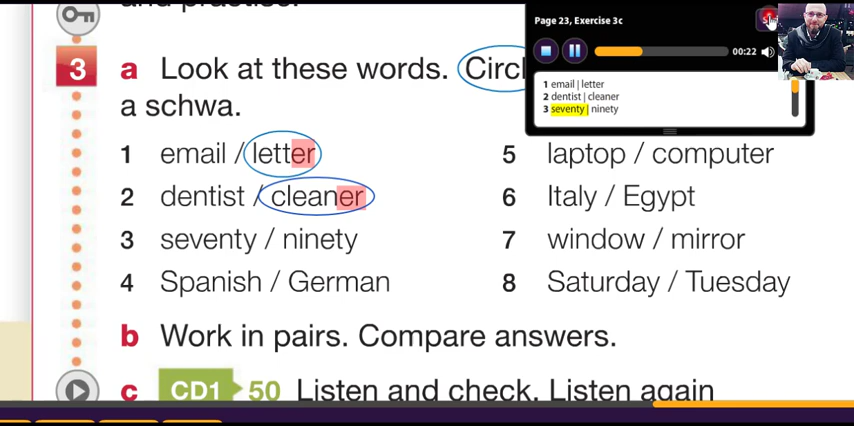 and practise.
Page 23, Exercise 3c
00:22
1 email | letter
2 dentist | cleaner
3 seventy | ninety
3 a Look at these words. Circl
a schwa.
1 email / letter
2 dentist / cleaner
3 seventy / ninety
4 Spanish / German
5 laptop / computer
6 Italy / Egypt
7 window / mirror
8 Saturday / Tuesday
b Work in pairs. Compare answers.
c CD1 50 Listen and check. Listen again